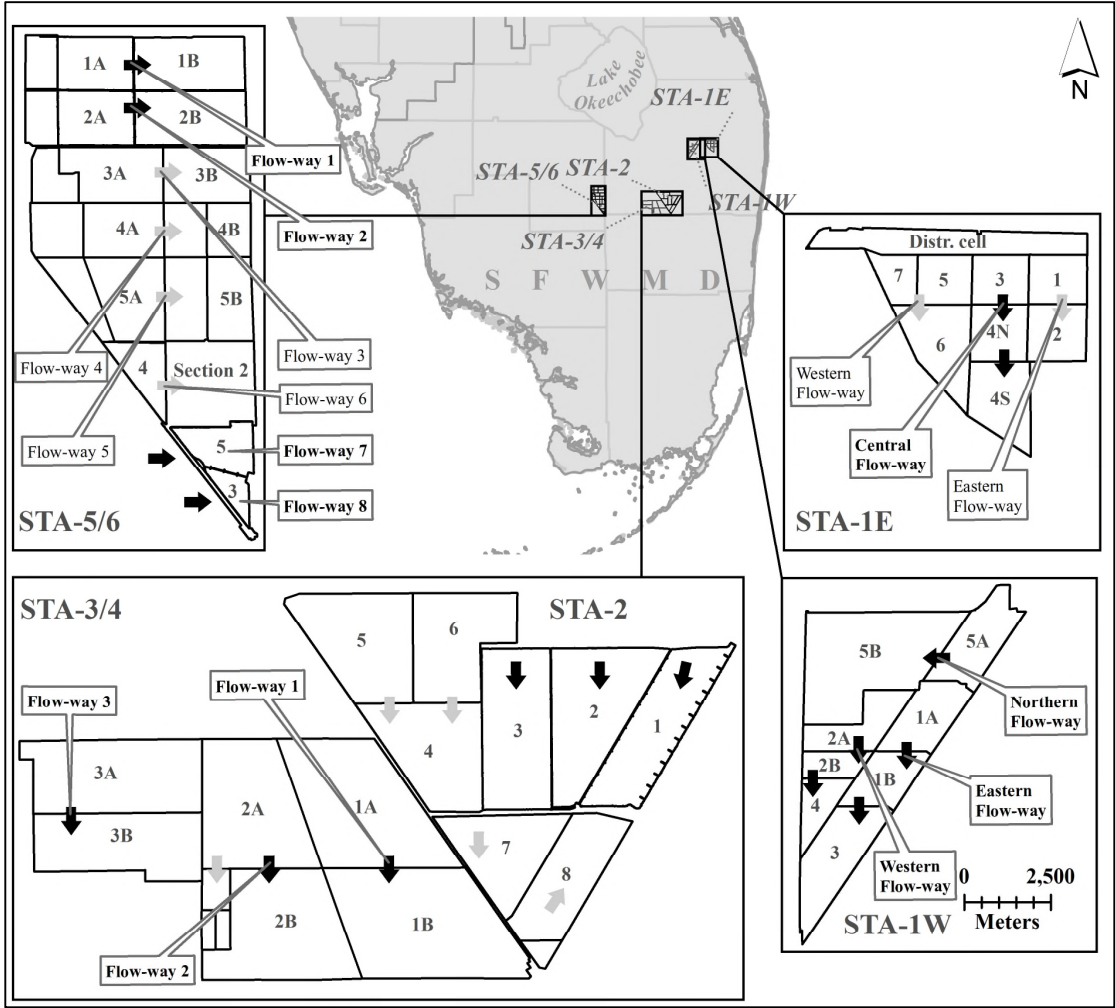 1A
1B
2A
2B
Flow-way 1
3A
3B
Flow-way 2
4A
4B
5A
5B
Flow-way 3
Flow-way 4
4
Section 2
Flow-way 6
Flow-way 5
5
Flow-way 7
3
Flow-way 8
STA-5/6
Lake
Okeechobee
STA-1E
STA-5/6
STA-2
STA-1W
STA-3/4
S F W M D
N
Distr. cell
7
5
3
1
4N
2
6
Western
Flow-way
4S
Central
Flow-way
Eastern
Flow-way
STA-1E
STA-3/4
STA-2
5
6
Flow-way 1
Flow-way 3
3
2
1
4
3A
2A
1A
3B
7
8
2B
1B
Flow-way 2
5B
5A
Northern
Flow-way
1A
2A
2B
1B
Eastern
Flow-way
4
3
Western
Flow-way
0 2,500
Meters
STA-1W